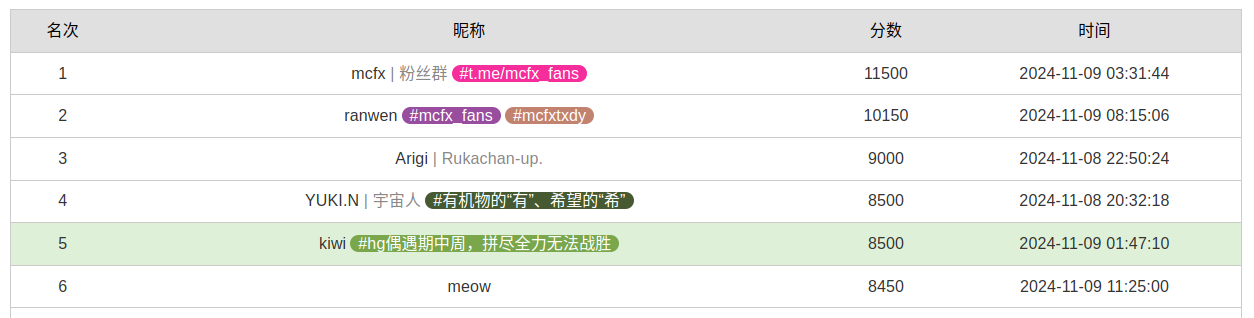 名次 昵称 分数 时间
1 mcfx | 粉丝群 #t.me/mcfx_fans 11500 2024-11-09 03:31:44
2 ranwen #mcfx_fans #mcfxtxdy 10150 2024-11-09 08:15:06
3 Arigi | Rukachan-up. 9000 2024-11-08 22:50:24
4 YUKI.N | 宇宙人 #有机物的“有”、希望的“希” 8500 2024-11-08 20:32:18
5 kiwi #hg偶遇期中周，拼尽全力无法战胜 8500 2024-11-09 01:47:10
6 meow 8450 2024-11-09 11:25:00